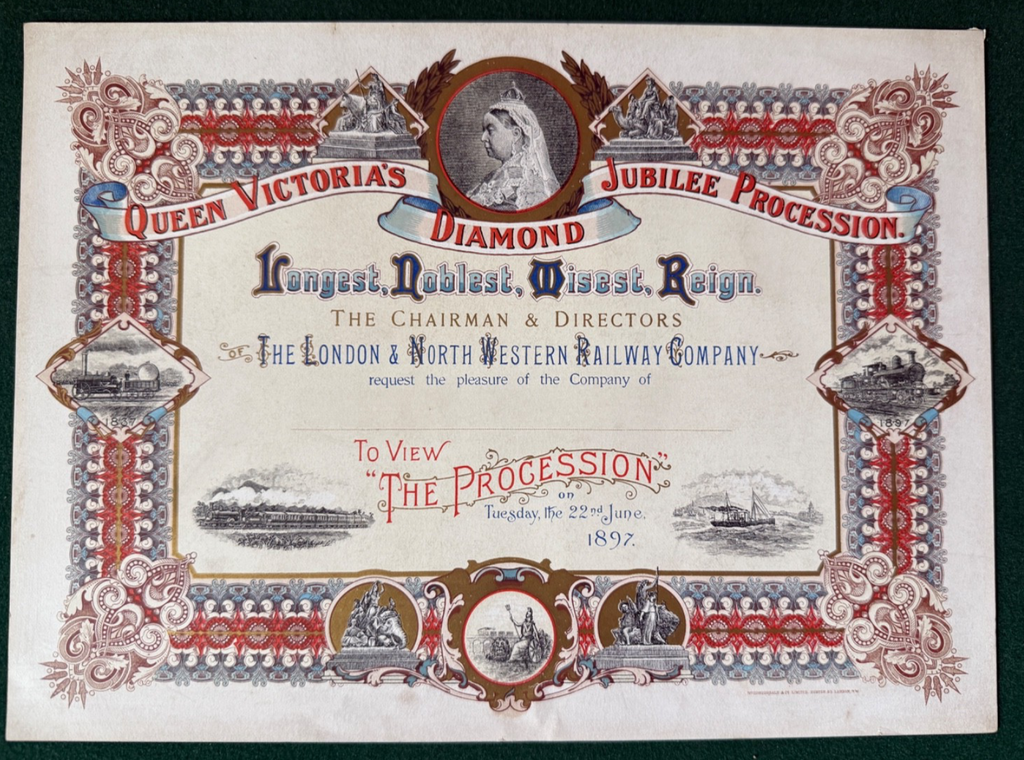 QUEEN VICTORIA'S DIAMOND JUBILEE PROCESSION.
Longest, Noblest, Wisest, Reign.
THE CHAIRMAN & DIRECTORS
OF THE LONDON & NORTH WESTERN RAILWAY COMPANY
request the pleasure of the Company of
1837
1897
TO VIEW
"THE PROCESSION"
on
Tuesday, the 22nd June,
1897.